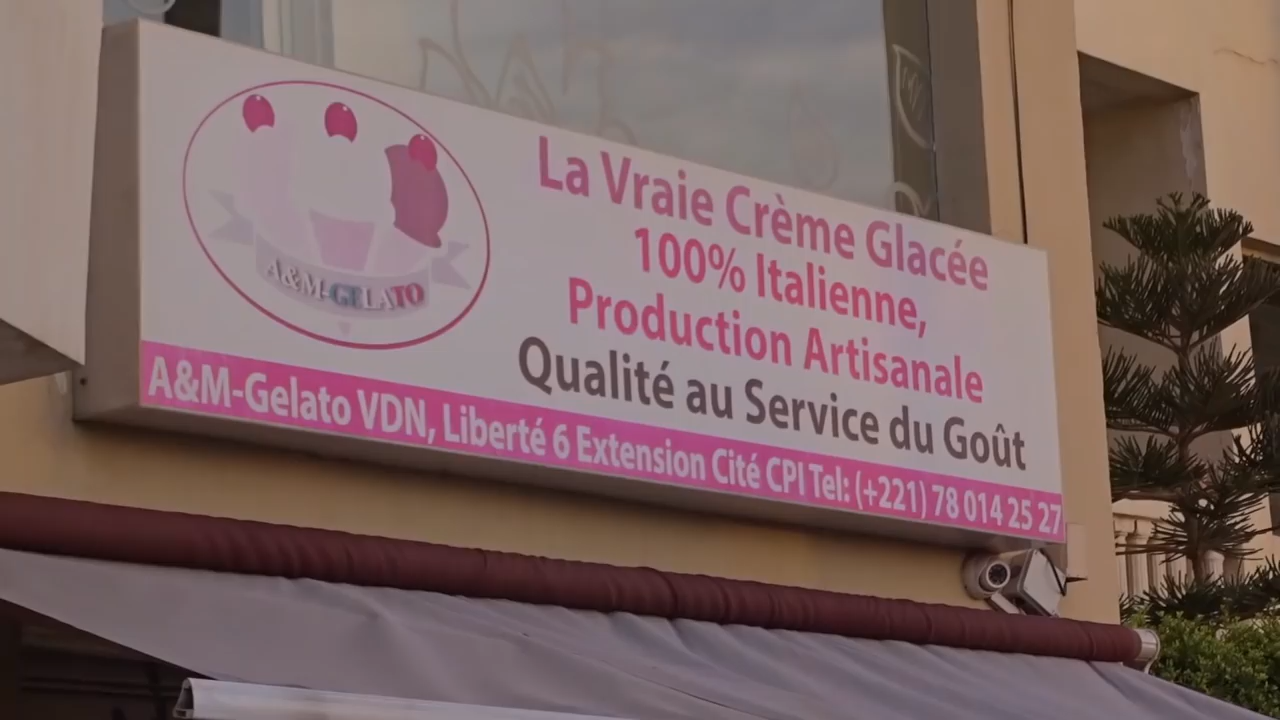 A&M-GELATO
La Vraie Crème Glacée
100% Italienne,
Production Artisanale
Qualité au Service du Goût
A&M-Gelato VDN, Liberté 6 Extension Cité CPI Tel: (+221) 78 014 25 27